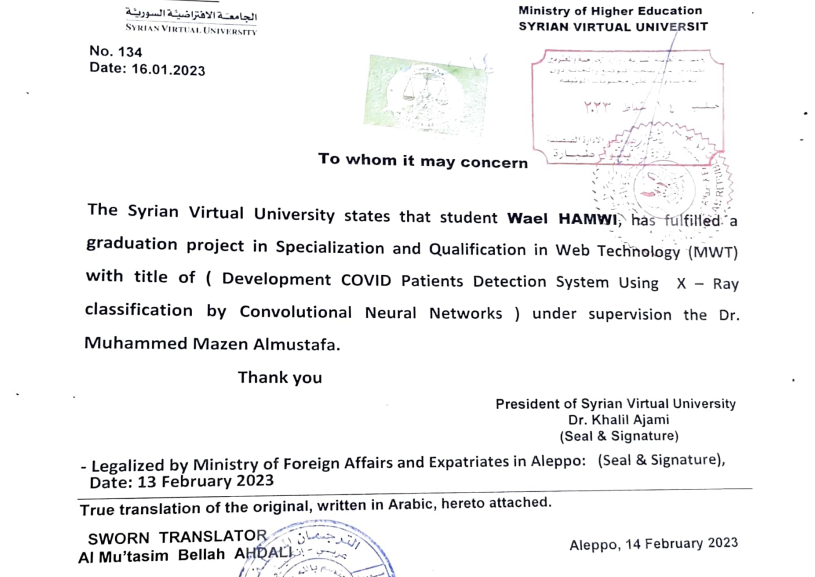 الجامعة الافتراضية السورية
SYRIAN VIRTUAL UNIVERSITY
Ministry of Higher Education
SYRIAN VIRTUAL UNIVERSIT
No. 134
Date: 16.01.2023
٢٠٢٣
To whom it may concern
The Syrian Virtual University states that student Wael HAMWI, has fulfilled a
graduation project in Specialization and Qualification in Web Technology (MWT)
with title of ( Development COVID Patients Detection System Using X – Ray
classification by Convolutional Neural Networks ) under supervision the Dr.
Muhammed Mazen Almustafa.
Thank you
President of Syrian Virtual University
Dr. Khalil Ajami
(Seal & Signature)
- Legalized by Ministry of Foreign Affairs and Expatriates in Aleppo: (Seal & Signature),
Date: 13 February 2023
True translation of the original, written in Arabic, hereto attached.
SWORN TRANSLATOR
Al Mu'tasim Bellah AHDALI
Aleppo, 14 February 2023
الترجمان